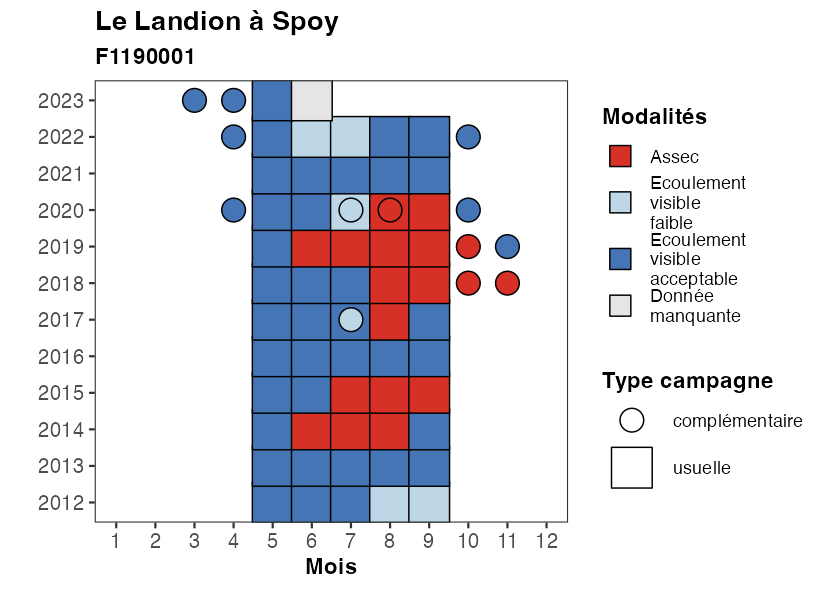 Le Landion à Spoy
F1190001
2023
2022
2021
2020
2019
2018
2017
2016
2015
2014
2013
2012
1 2 3 4 5 6 7 8 9 10 11 12
Mois
Modalités
Assec
Ecoulement
visible
faible
Ecoulement
visible
acceptable
Donnée
manquante
Type campagne
complémentaire
usuelle